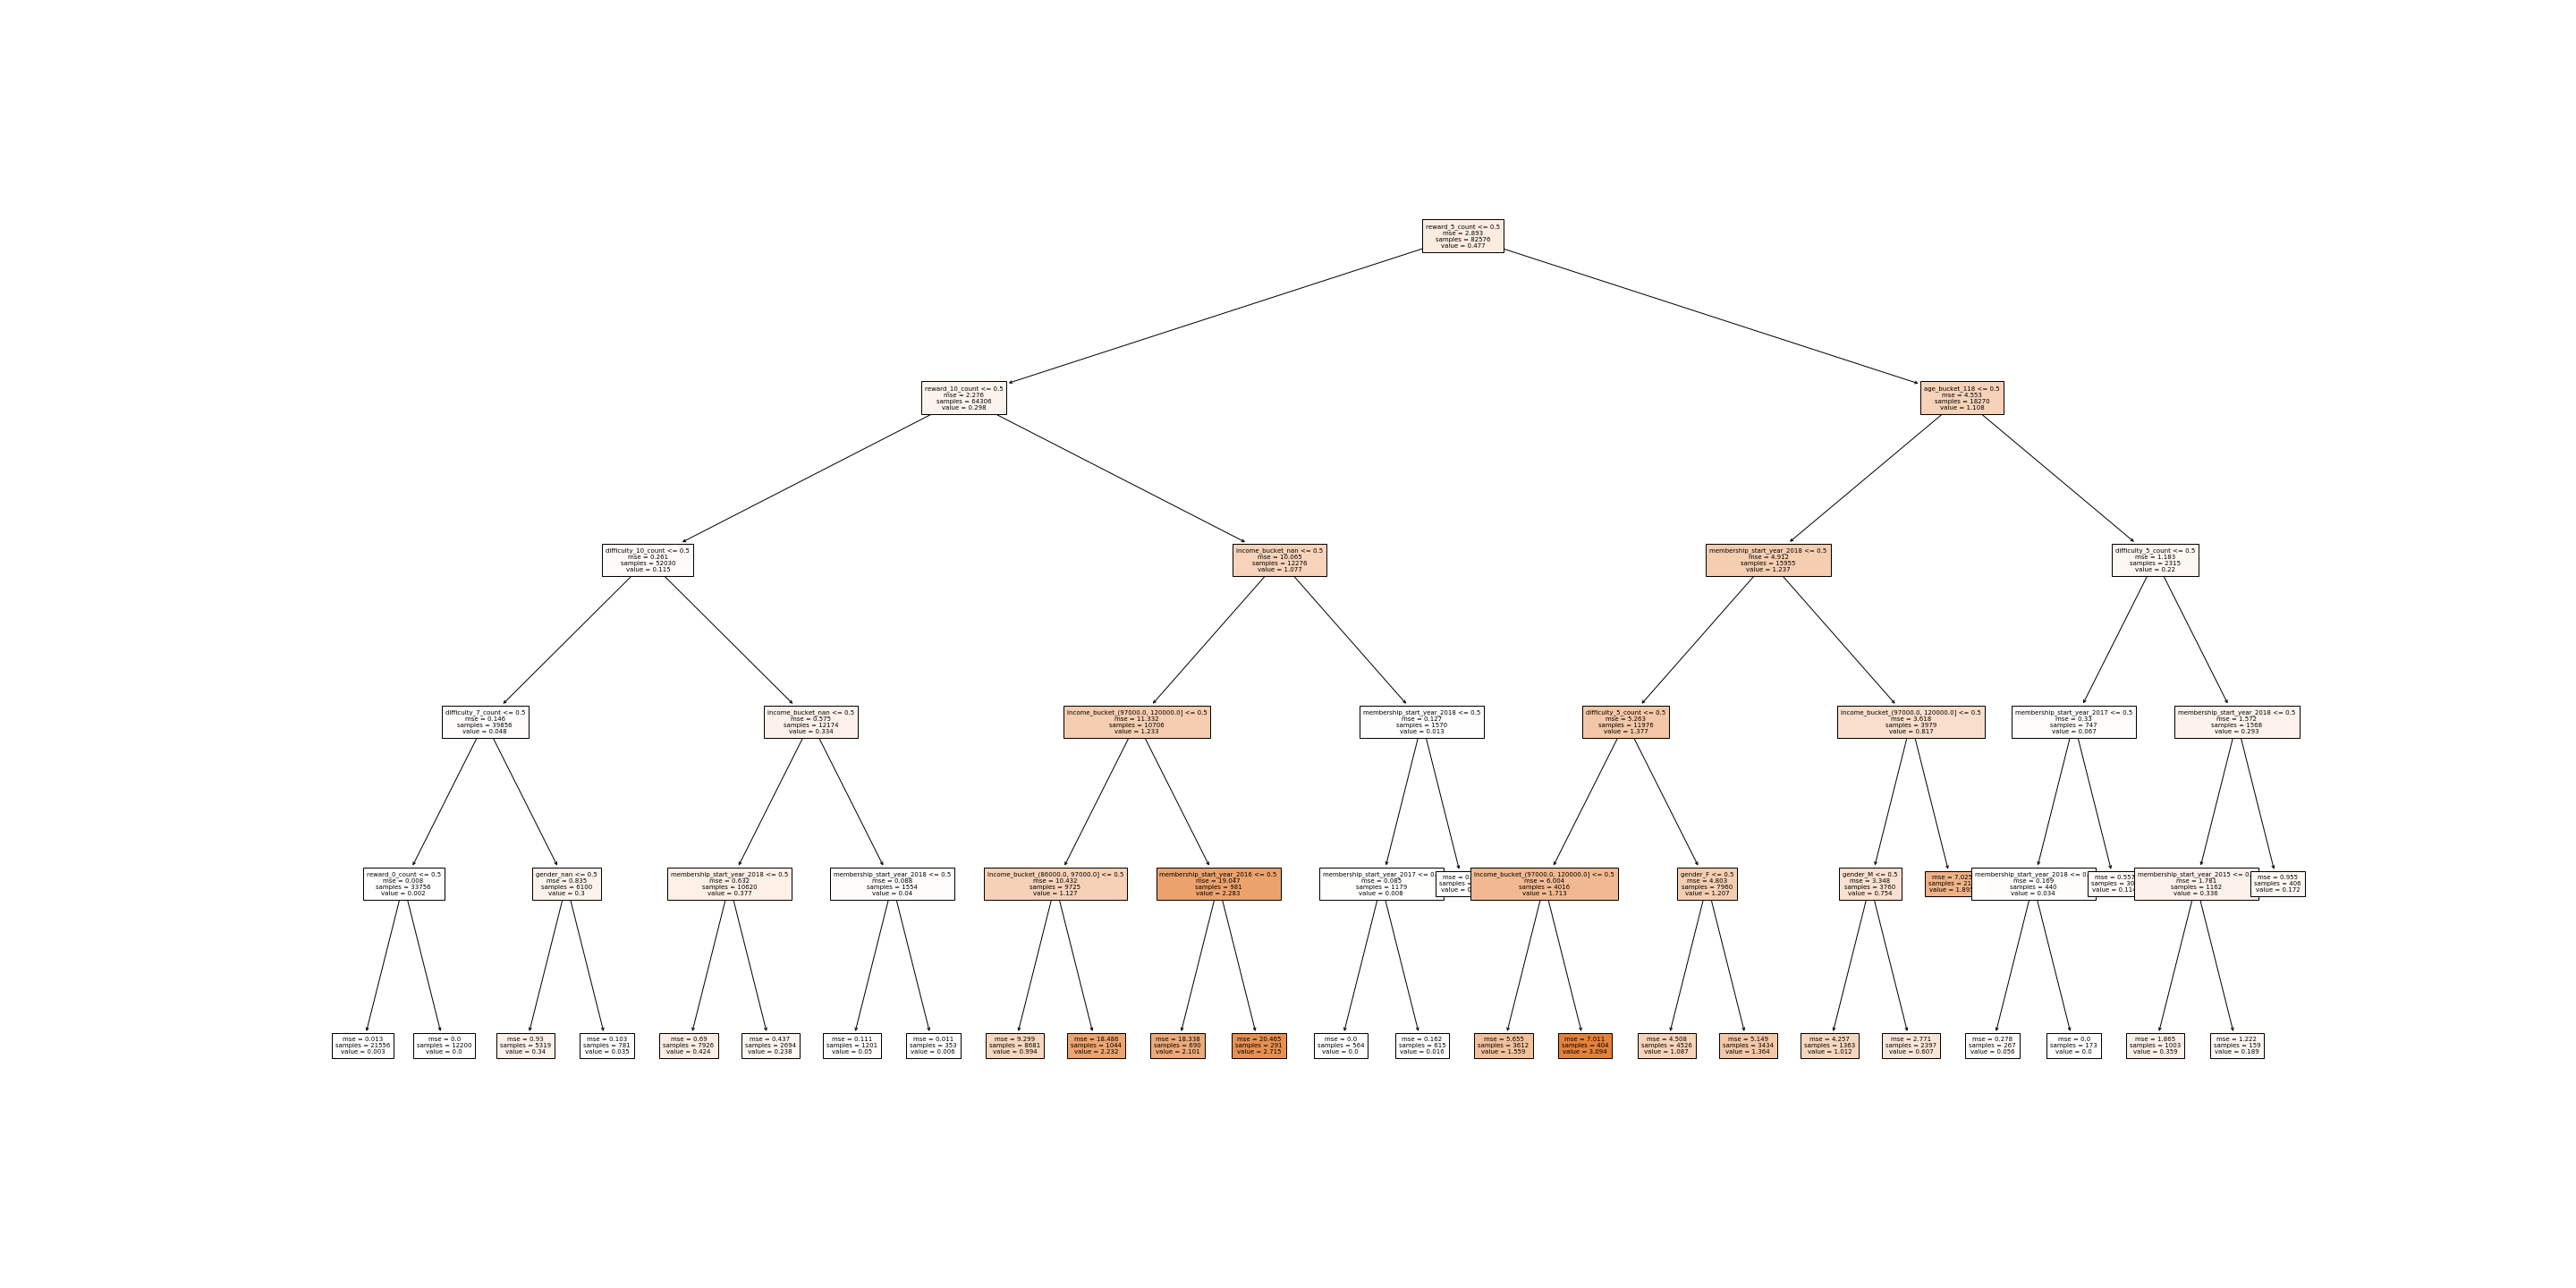 reward_5_count <= 0.5
mse = 2.893
samples = 82576
value = 0.477
reward_10_count <= 0.5
mse = 2.276
samples = 64306
value = 0.298
age_bucket_118 <= 0.5
mse = 4.553
samples = 18270
value = 1.108
difficulty_10_count <= 0.5
mse = 0.261
samples = 52030
value = 0.115
income_bucket_nan <= 0.5
mse = 10.065
samples = 12276
value = 1.077
membership_start_year_2018 <= 0.5
mse = 4.912
samples = 15955
value = 1.237
difficulty_5_count <= 0.5
mse = 1.183
samples = 2315
value = 0.22
difficulty_7_count <= 0.5
mse = 0.146
samples = 39856
value = 0.048
income_bucket_nan <= 0.5
mse = 0.575
samples = 12174
value = 0.334
income_bucket_(97000.0, 120000.0] <= 0.5
mse = 11.332
samples = 10706
value = 1.233
membership_start_year_2018 <= 0.5
mse = 0.127
samples = 1570
value = 0.013
difficulty_5_count <= 0.5
mse = 5.263
samples = 11976
value = 1.377
income_bucket_(97000.0, 120000.0] <= 0.5
mse = 3.618
samples = 3979
value = 0.817
membership_start_year_2017 <= 0.5
mse = 0.33
samples = 747
value = 0.067
membership_start_year_2018 <= 0.5
mse = 1.572
samples = 1568
value = 0.293
reward_0_count <= 0.5
mse = 0.008
samples = 33756
value = 0.002
gender_nan <= 0.5
mse = 0.835
samples = 6100
value = 0.3
membership_start_year_2018 <= 0.5
mse = 0.632
samples = 10620
value = 0.377
membership_start_year_2018 <= 0.5
mse = 0.088
samples = 1554
value = 0.04
income_bucket_(86000.0, 97000.0] <= 0.5
mse = 10.432
samples = 9725
value = 1.127
membership_start_year_2016 <= 0.5
mse = 19.047
samples = 981
value = 2.283
membership_start_year_2017 <= 0
mse = 0.085
samples = 1179
value = 0.008
mse = 0.
samples =
value = 0
income_bucket_(97000.0, 120000.0] <= 0.5
mse = 6.004
samples = 4016
value = 1.713
gender_F <= 0.5
mse = 4.803
samples = 7960
value = 1.207
gender_M <= 0.5
mse = 3.348
samples = 3760
value = 0.754
mse = 7.025
samples = 21
value = 1.89
membership_start_year_2018 <= 0
mse = 0.169
samples = 440
value = 0.034
mse = 0.557
samples = 30
value = 0.114
membership_start_year_2015 <= 0
mse = 1.781
samples = 1162
value = 0.336
mse = 0.955
samples = 406
value = 0.172
mse = 0.013
samples = 21556
value = 0.003
mse = 0.0
samples = 12200
value = 0.0
mse = 0.93
samples = 5319
value = 0.34
mse = 0.103
samples = 781
value = 0.035
mse = 0.69
samples = 7926
value = 0.424
mse = 0.437
samples = 2694
value = 0.238
mse = 0.111
samples = 1201
value = 0.05
mse = 0.011
samples = 353
value = 0.006
mse = 9.299
samples = 8681
value = 0.994
mse = 18.486
samples = 1044
value = 2.232
mse = 18.338
samples = 690
value = 2.101
mse = 20.465
samples = 291
value = 2.715
mse = 0.0
samples = 564
value = 0.0
mse = 0.162
samples = 615
value = 0.016
mse = 5.655
samples = 3612
value = 1.559
mse = 7.011
samples = 404
value = 3.094
mse = 4.508
samples = 4526
value = 1.087
mse = 5.149
samples = 3434
value = 1.364
mse = 4.257
samples = 1363
value = 1.012
mse = 2.771
samples = 2397
value = 0.607
mse = 0.278
samples = 267
value = 0.056
mse = 0.0
samples = 173
value = 0.0
mse = 1.865
samples = 1003
value = 0.359
mse = 1.222
samples = 159
value = 0.189